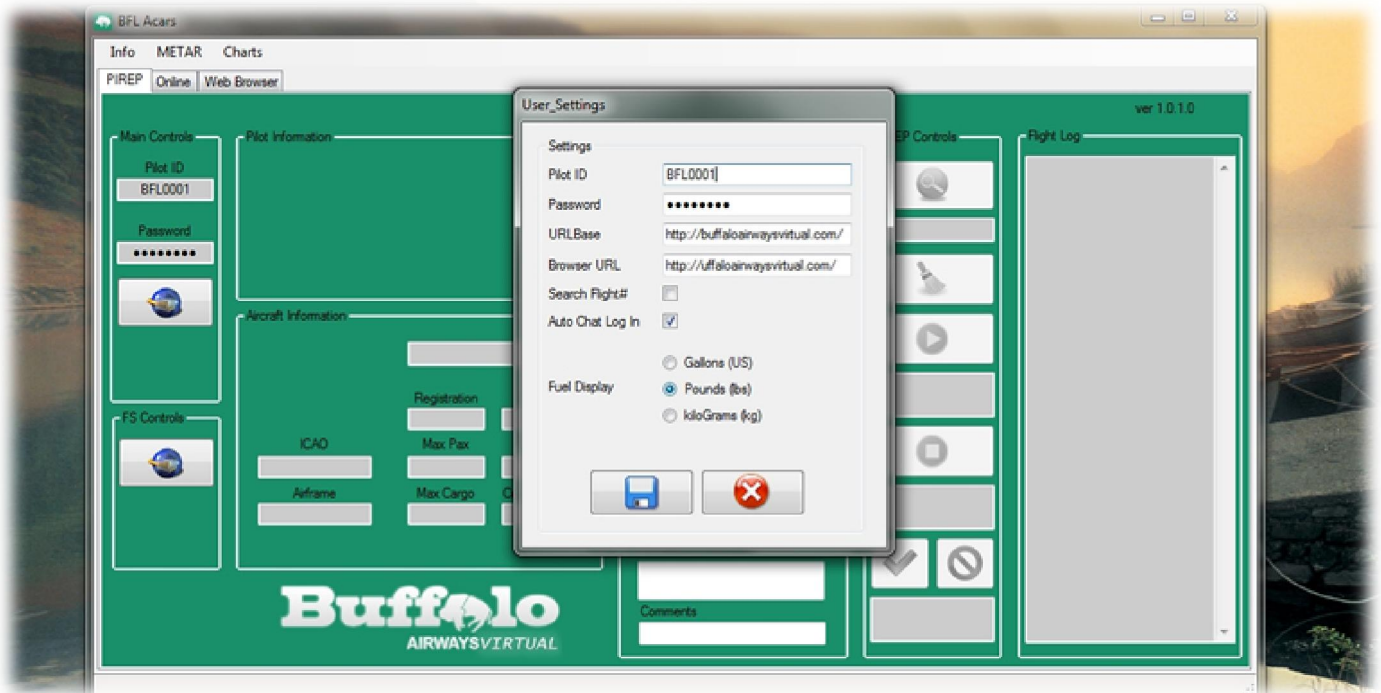 BFL Acars
Info METAR Charts
PIREP Online Web Browser
ver 1.0.1.0
Main Controls
Pilot ID
BFL0001
Password
••••••••
FS Controls
Pilot Information
Aircraft Information
Registration
ICAO Max Pax
Airframe Max Cargo
Buffalo
AIRWAYSVIRTUAL
User_Settings
Settings
Pilot ID BFL0001
Password ••••••••
URLBase http://buffaloairwaysvirtual.com/
Browser URL http://uffaloairwaysvirtual.com/
Search Flight#
Auto Chat Log In
Gallons (US)
Fuel Display Pounds (lbs)
kiloGrams (kg)
Comments
EP Controls
Flight Log